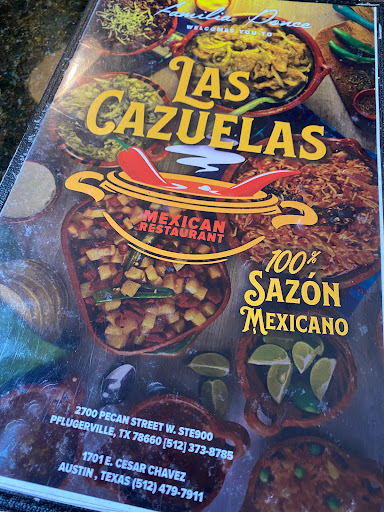 Familia Ponce
WELCOMES YOU TO
LAS
CAZUELAS
MEXICAN
RESTAURANT
100%
SAZÓN
MEXICANO
2700 PECAN STREET W. STE900
PFLUGERVILLE, TX 78660 (512) 373-8785
1701 E. CESAR CHAVEZ
AUSTIN , TEXAS (512) 479-7911